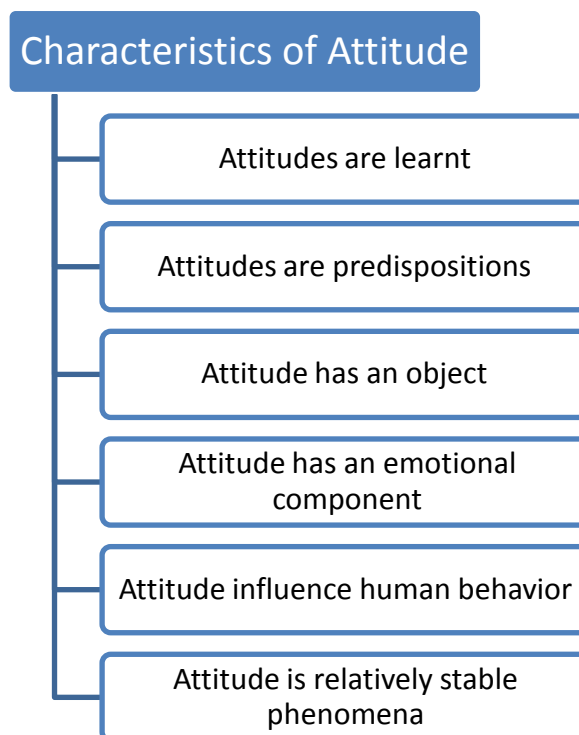 Characteristics of Attitude
Attitudes are learnt
Attitudes are predispositions
Attitude has an object
Attitude has an emotional
component
Attitude influence human behavior
Attitude is relatively stable
phenomena